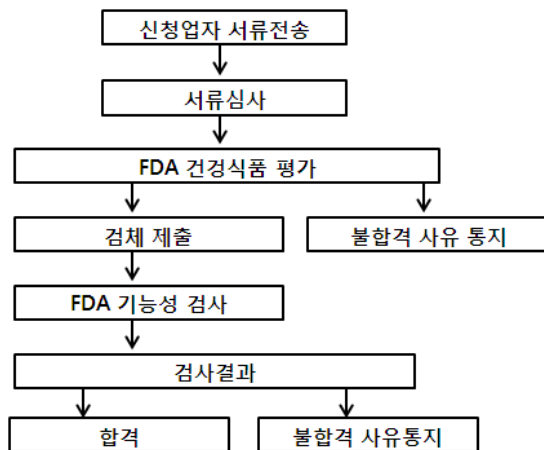 신청업자 서류전송
서류심사
FDA 건겅식품 평가
검체 제출
불합격 사유 통지
FDA 기능성 검사
검사결과
합격
불합격 사유통지